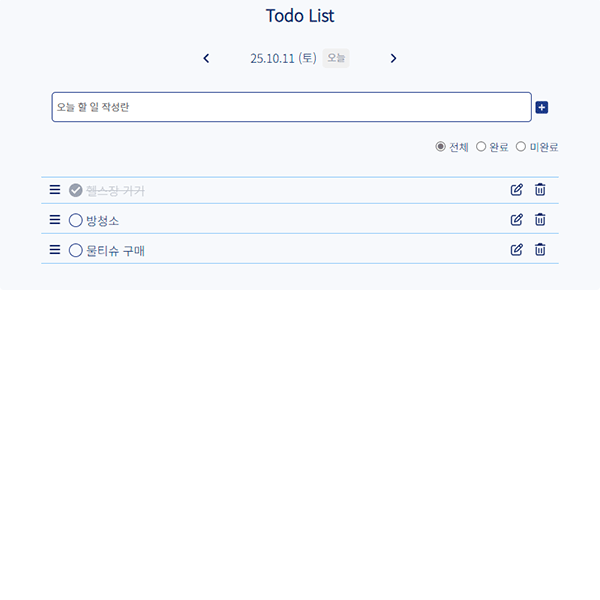 Todo List
25.10.11 (토) 오늘
오늘 할 일 작성란
전체 완료 미완료
헬스장 가기
방청소
물티슈 구매